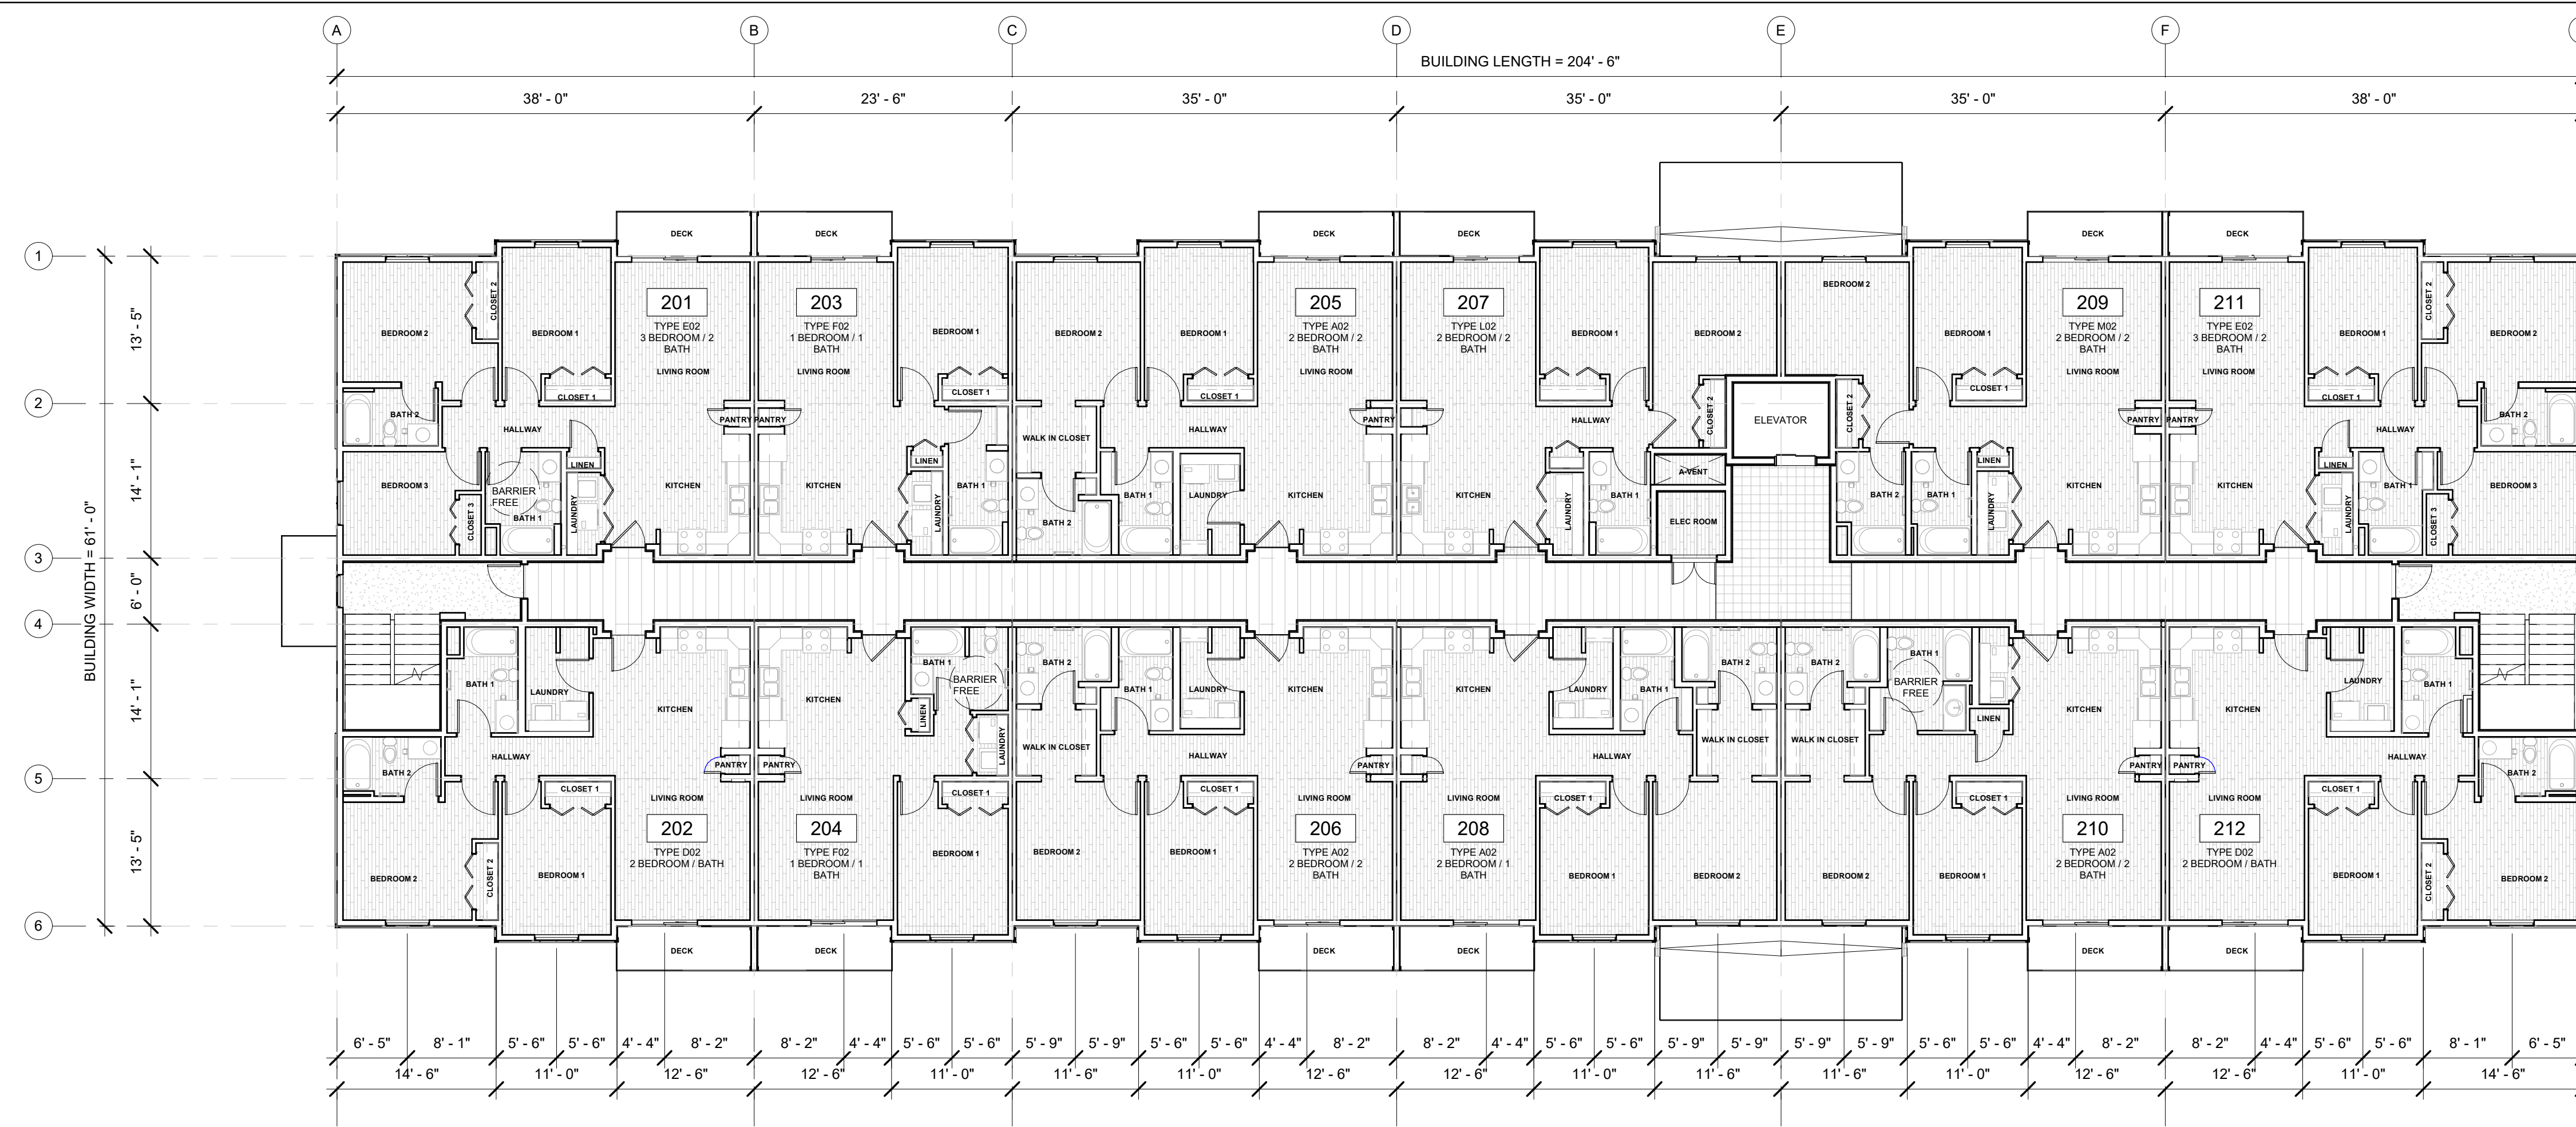 A B C D E F
BUILDING LENGTH = 204' - 6"
38' - 0" 23' - 6" 35' - 0" 35' - 0" 35' - 0" 38' - 0"
DECK DECK DECK DECK DECK DECK
1
BEDROOM 2
CLOSET 2
BEDROOM 1
201
TYPE E02
3 BEDROOM / 2
BATH
LIVING ROOM
CLOSET 1
PANTRY
BATH 2
HALLWAY
LINEN
BEDROOM 3
CLOSET 3
BARRIER
FREE
BATH 1
LAUNDRY
KITCHEN
203
TYPE F02
1 BEDROOM / 1
BATH
LIVING ROOM
BEDROOM 1
CLOSET 1
PANTRY
LINEN
KITCHEN
LAUNDRY
BATH 1
BEDROOM 2
BEDROOM 1
205
TYPE A02
2 BEDROOM / 2
BATH
LIVING ROOM
CLOSET 1
PANTRY
WALK IN CLOSET
HALLWAY
BATH 2
BATH 1
LAUNDRY
KITCHEN
207
TYPE L02
2 BEDROOM / 2
BATH
LIVING ROOM
BEDROOM 1
BEDROOM 2
HALLWAY
CLOSET 2
KITCHEN
LAUNDRY
BATH 1
A-VENT
ELEC ROOM
ELEVATOR
BEDROOM 2
BEDROOM 1
209
TYPE M02
2 BEDROOM / 2
BATH
LIVING ROOM
CLOSET 2
CLOSET 1
PANTRY
LINEN
BATH 2
BATH 1
LAUNDRY
KITCHEN
211
TYPE E02
3 BEDROOM / 2
BATH
LIVING ROOM
BEDROOM 1
CLOSET 2
BEDROOM 2
CLOSET 1
PANTRY
HALLWAY
BATH 2
LINEN
KITCHEN
LAUNDRY
BATH 1
CLOSET 3
BEDROOM 3
2
3
4
5
6
BUILDING WIDTH = 61' - 0"
13' - 5"
14' - 1"
6' - 0"
14' - 1"
13' - 5"
BATH 1
LAUNDRY
KITCHEN
BATH 2
HALLWAY
PANTRY
CLOSET 1
LIVING ROOM
202
TYPE D02
2 BEDROOM / BATH
BEDROOM 2
CLOSET 2
BEDROOM 1
KITCHEN
BATH 1
BARRIER
FREE
LINEN
LAUNDRY
PANTRY
CLOSET 1
LIVING ROOM
204
TYPE F02
1 BEDROOM / 1
BATH
BEDROOM 1
BATH 2
BATH 1
LAUNDRY
KITCHEN
WALK IN CLOSET
HALLWAY
PANTRY
CLOSET 1
LIVING ROOM
206
TYPE A02
2 BEDROOM / 2
BATH
BEDROOM 2
BEDROOM 1
KITCHEN
LAUNDRY
BATH 1
BATH 2
HALLWAY
WALK IN CLOSET
PANTRY
LIVING ROOM
CLOSET 1
208
TYPE A02
2 BEDROOM / 1
BATH
BEDROOM 1
BEDROOM 2
BATH 2
BATH 1
BARRIER
FREE
LINEN
KITCHEN
WALK IN CLOSET
PANTRY
CLOSET 1
LIVING ROOM
210
TYPE A02
2 BEDROOM / 2
BATH
BEDROOM 2
BEDROOM 1
KITCHEN
LAUNDRY
BATH 1
HALLWAY
PANTRY
BATH 2
CLOSET 1
LIVING ROOM
212
TYPE D02
2 BEDROOM / BATH
BEDROOM 1
CLOSET 2
BEDROOM 2
DECK DECK DECK DECK DECK DECK
6' - 5" 8' - 1" 5' - 6" 5' - 6" 4' - 4" 8' - 2" 8' - 2" 4' - 4" 5' - 6" 5' - 6" 5' - 9" 5' - 9" 5' - 6" 5' - 6" 4' - 4" 8' - 2" 8' - 2" 4' - 4" 5' - 6" 5' - 6" 5' - 9" 5' - 9" 5' - 9" 5' - 9" 5' - 6" 5' - 6" 4' - 4" 8' - 2" 8' - 2" 4' - 4" 5' - 6" 5' - 6" 8' - 1" 6' - 5"
14' - 6" 11' - 0" 12' - 6" 12' - 6" 11' - 0" 11' - 6" 11' - 0" 12' - 6" 12' - 6" 11' - 0" 11' - 6" 11' - 6" 11' - 0" 12' - 6" 12' - 6" 11' - 0" 14' - 6"